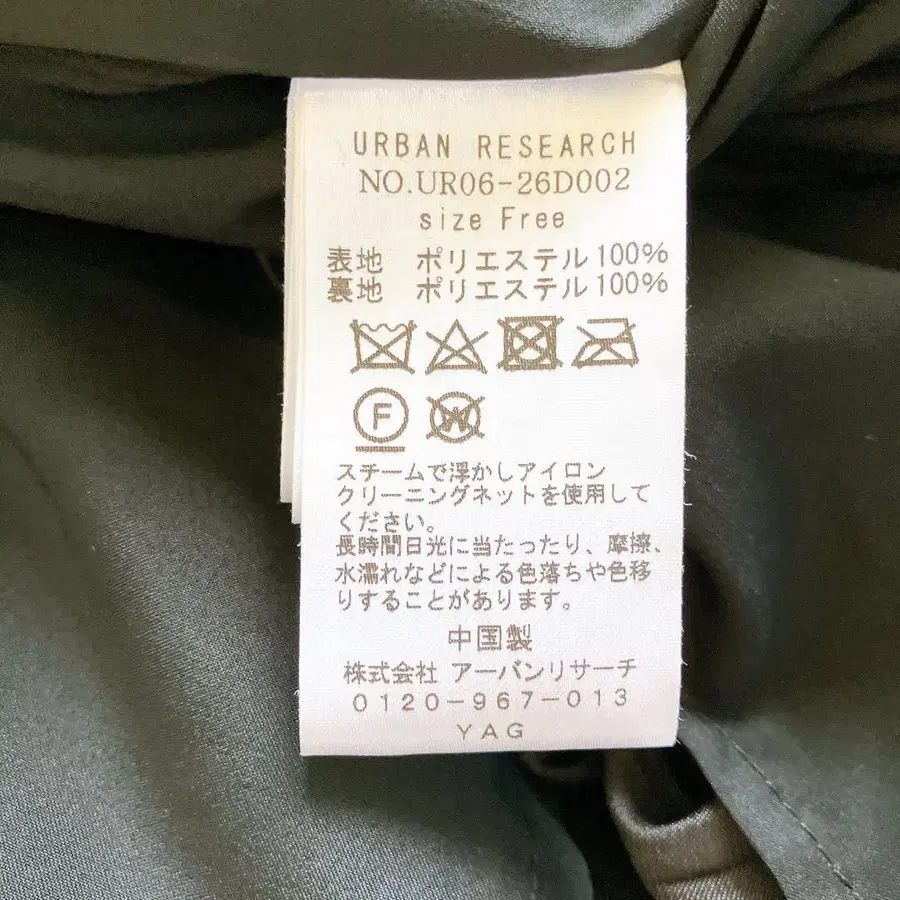 URBAN RESEARCH
NO.UR06-26D002
size Free
表地 ポリエステル100%
裏地 ポリエステル100%
F W
スチームで浮かしアイロン
クリーニングネットを使用して
ください。
長時間日光に当たったり、摩擦、
水濡れなどによる色落ちや色移
りすることがあります。
中国製
株式会社 アーバンリサーチ
0120-967-013
YAG